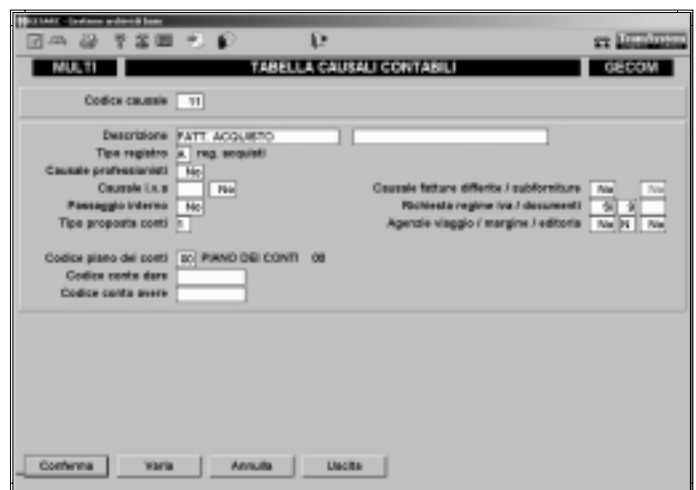 MULTI TABELLA CAUSALI CONTABILI GECOM
Codice causale 11
Descrizione FATT. ACQUISTO
Tipo registro A reg. acquisti
Causale professionisti No
Causale i.v.a No Causale fatture differite / subforniture No No
Passaggio interno No Richiesta regime iva / documenti Si
Tipo proposta conti Agenzie viaggio / margine / editoria No N No
Codice piano dei conti 80 PIANO DEI CONTI 80
Codice conto dare
Codice conto avere
Conferma Varia Annulla Uscita